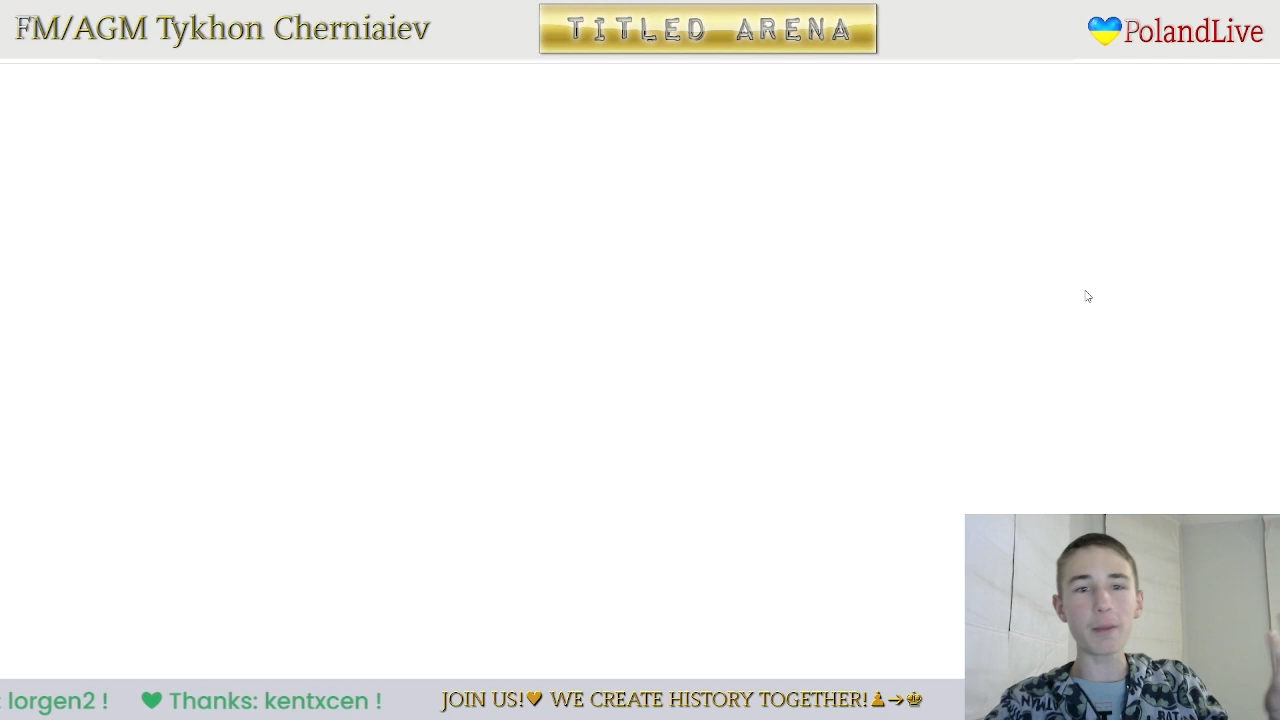 FM/AGM Tykhon Cherniaiev
TITLED ARENA
PolandLive
: lorgen2 !
Thanks: kentxcen !
JOIN US!🧡 WE CREATE HISTORY TOGETHER!♟→♚